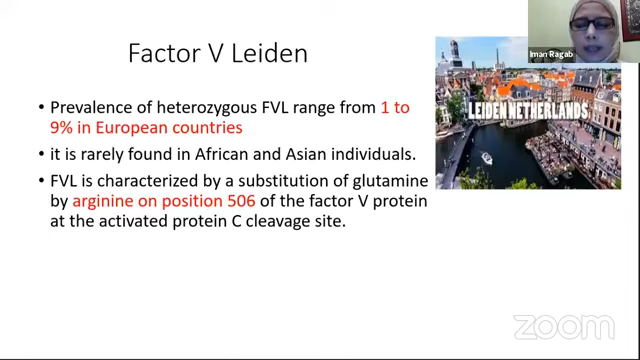 Factor V Leiden
• Prevalence of heterozygous FVL range from 1 to
9% in European countries
• it is rarely found in African and Asian individuals.
• FVL is characterized by a substitution of glutamine
by arginine on position 506 of the factor V protein
at the activated protein C cleavage site.
LEIDEN NETHERLANDS
Iman Ragab
zoom